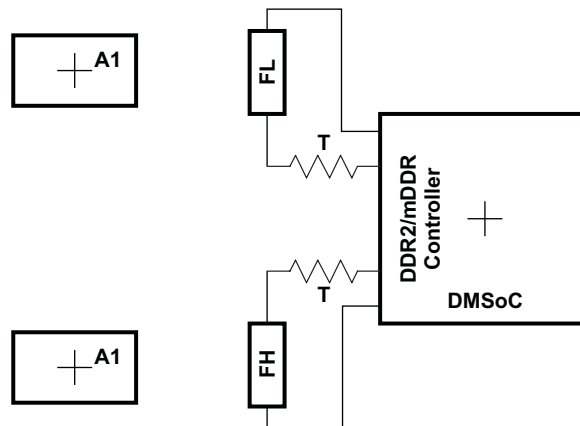 A1
FL
T
DDR2/mDDR
Controller
DMSoC
T
A1
FH